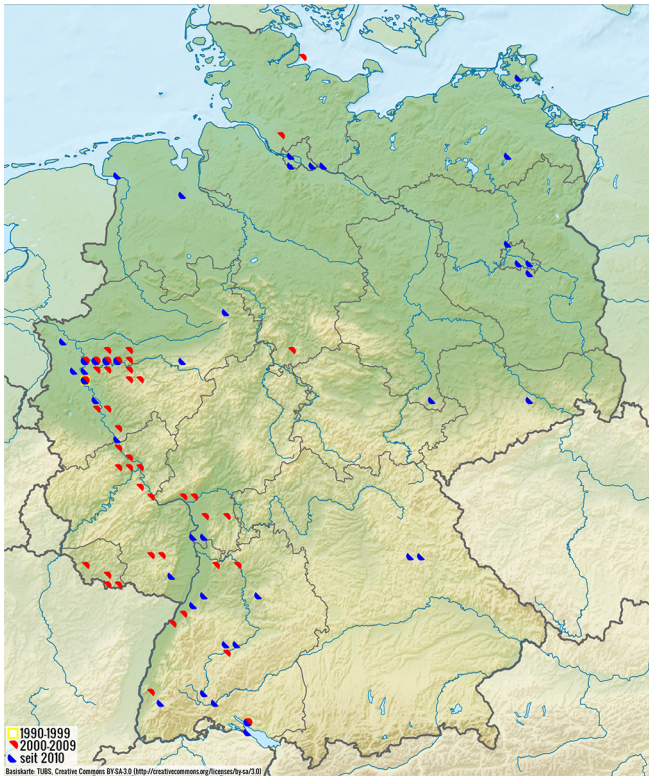 1990-1999
2000-2009
seit 2010
Basiskarte: TUBS, Creative Commons BY-SA-3.0 (http://creativecommons.org/licenses/by-sa/3.0)